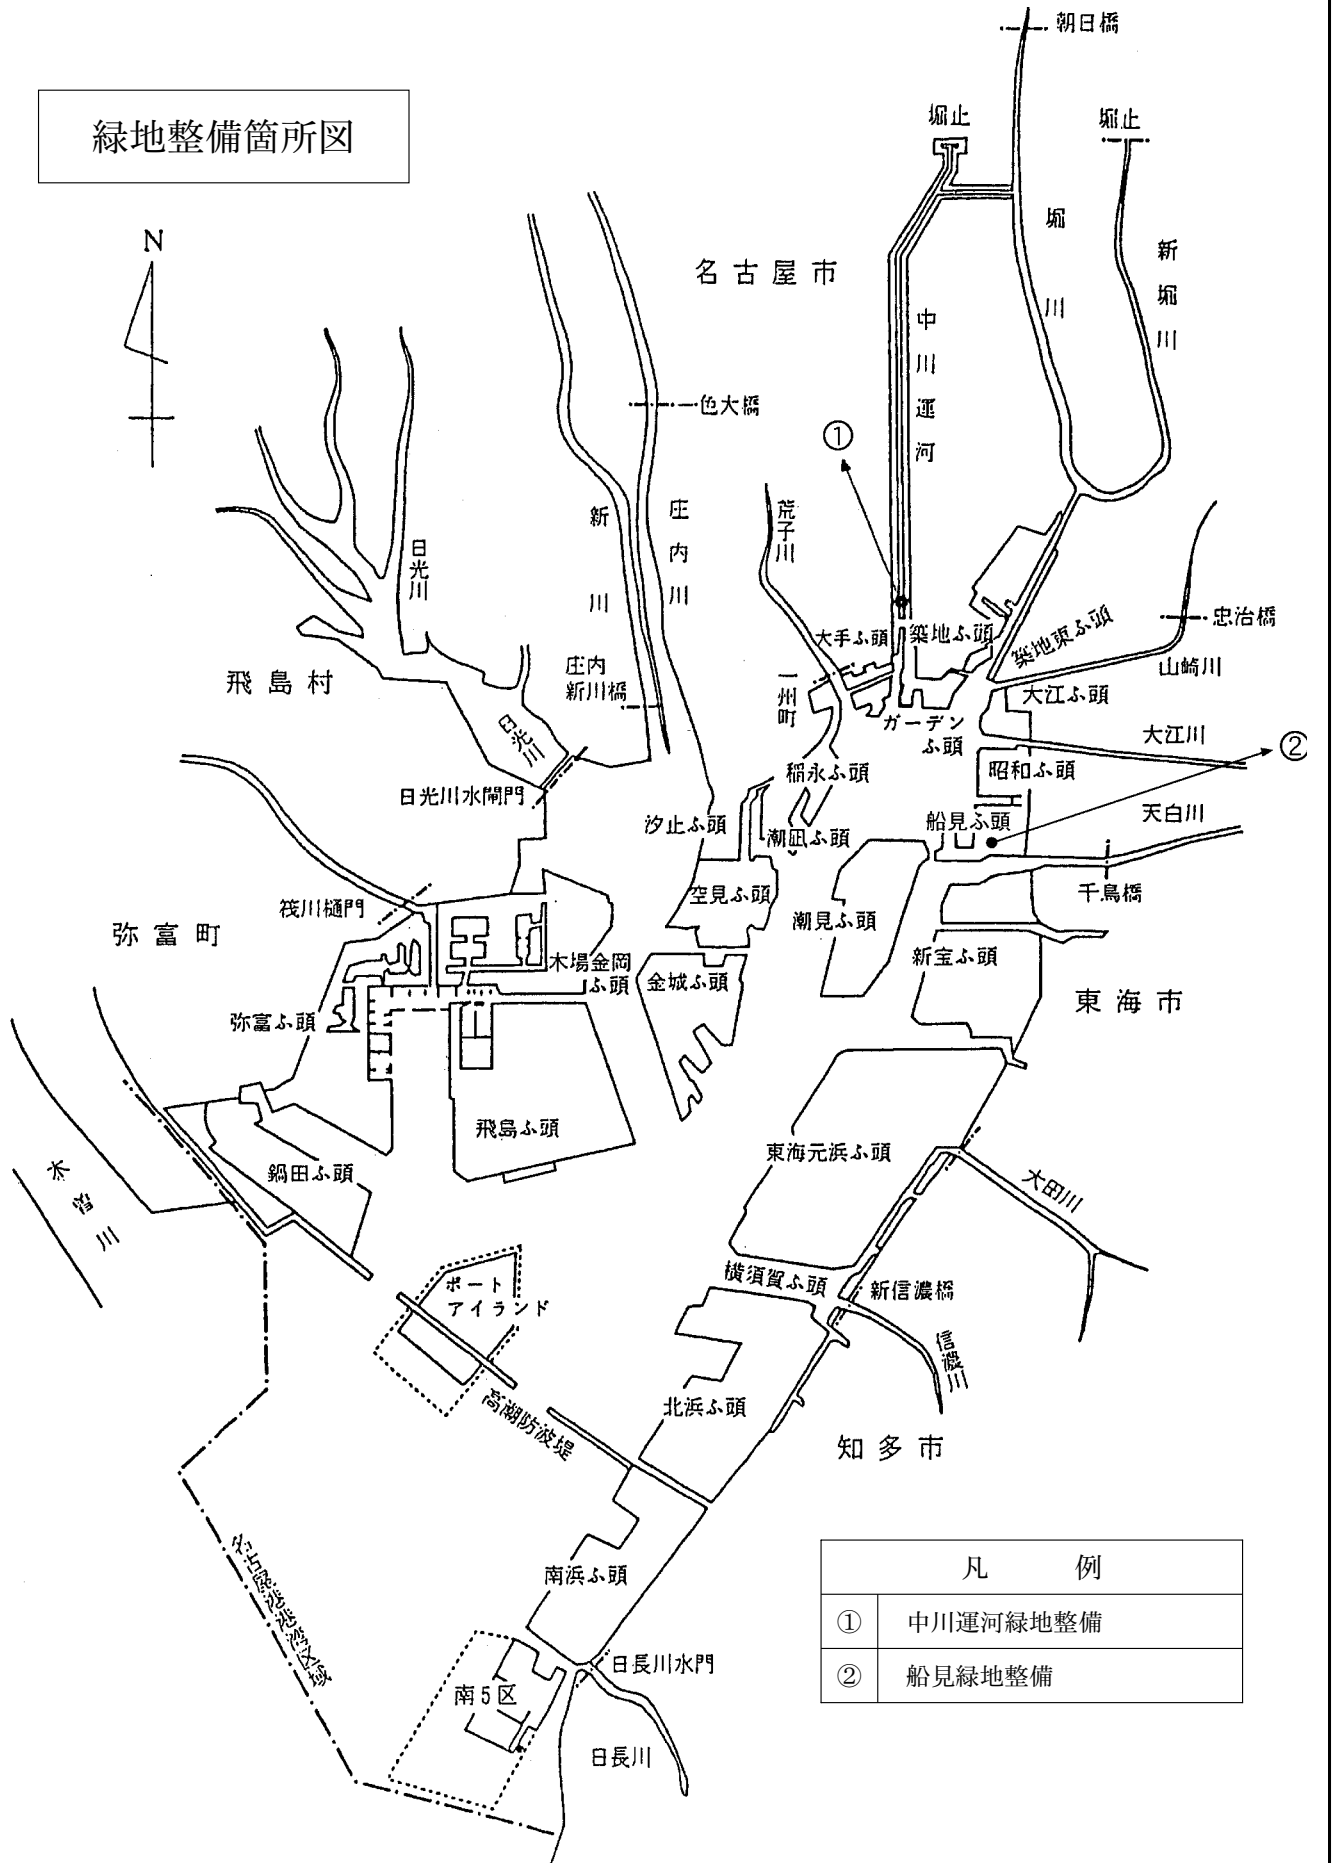 緑地整備箇所図
N
朝日橋
堀止
堀止
堀川
新堀川
名古屋市
中川運河
①
一色大橋
荒子川
新川
庄内川
日光川
大手ふ頭
築地ふ頭
築地東ふ頭
忠治橋
山崎川
飛島村
庄内
新川橋
一州町
大江ふ頭
ガーデン
ふ頭
日光川
大江川
②
昭和ふ頭
稲永ふ頭
日光川水閘門
汐止ふ頭
潮凪ふ頭
船見ふ頭
天白川
空見ふ頭
千鳥橋
筏川樋門
弥富町
潮見ふ頭
新宝ふ頭
木場金岡
ふ頭
金城ふ頭
東海市
弥富ふ頭
飛島ふ頭
東海元浜ふ頭
鍋田ふ頭
木曽川
大田川
ポート
アイランド
横須賀ふ頭
新信濃橋
信濃川
高潮防波堤
北浜ふ頭
知多市
名古屋港港湾区域
南浜ふ頭
日長川水門
南5区
日長川
凡 例
① 中川運河緑地整備
② 船見緑地整備